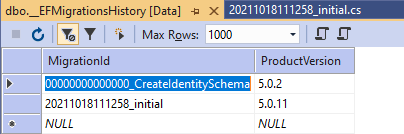 dbo.__EFMigrationsHistory [Data]
20211018111258_initial.cs
Max Rows: 1000
MigrationId ProductVersion
00000000000000_CreateIdentitySchema 5.0.2
20211018111258_initial 5.0.11
NULL NULL